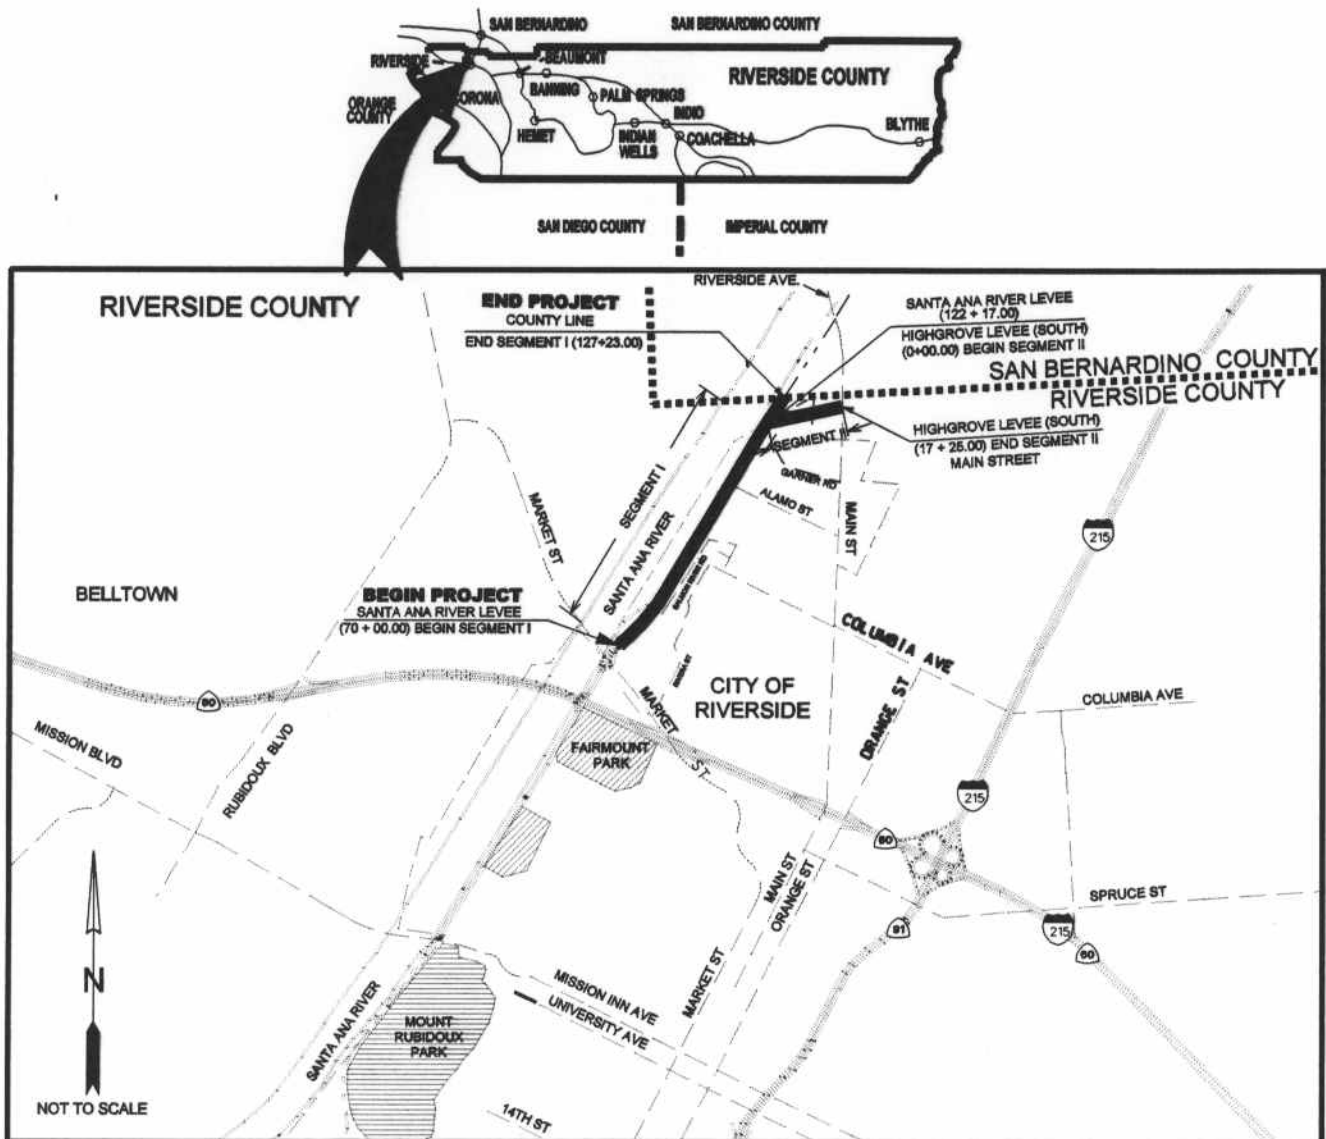 SAN BERNARDINO
SAN BERNARDINO COUNTY
RIVERSIDE
BEAUMONT
RIVERSIDE COUNTY
ORANGE
COUNTY
CORONA
BANNING
PALM SPRINGS
HEMET
INDIAN
WELLS
INDIO
COACHELLA
BLYTHE
SAN DIEGO COUNTY
IMPERIAL COUNTY
RIVERSIDE COUNTY
RIVERSIDE AVE.
END PROJECT
COUNTY LINE
END SEGMENT I (127+23.00)
SANTA ANA RIVER LEVEE
(122 + 17.00)
HIGHGROVE LEVEE (SOUTH)
(0+00.00) BEGIN SEGMENT II
SAN BERNARDINO COUNTY
RIVERSIDE COUNTY
HIGHGROVE LEVEE (SOUTH)
(17 + 25.00) END SEGMENT II
MAIN STREET
SEGMENT II
GARNER RD
ALAMO ST
MAIN ST
SEGMENT I
SANTA ANA RIVER
MARKET ST
215
BELLTOWN
BEGIN PROJECT
SANTA ANA RIVER LEVEE
(70 + 00.00) BEGIN SEGMENT I
COLUMBIA AVE
COLUMBIA AVE
CITY OF
RIVERSIDE
ORANGE ST
MARKET ST
60
MISSION BLVD
RUBIDOUX BLVD
FAIRMOUNT
PARK
215
60
MAIN ST
ORANGE ST
SPRUCE ST
91
215
60
MARKET ST
MISSION INN AVE
UNIVERSITY AVE
SANTA ANA RIVER
MOUNT
RUBIDOUX
PARK
14TH ST
N
NOT TO SCALE